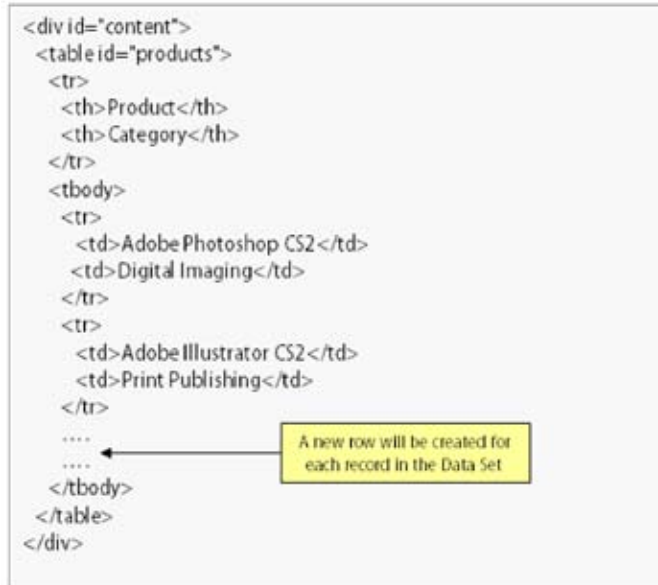 <div id="content">
<table id="products">
<tr>
<th>Product</th>
<th>Category</th>
</tr>
<tbody>
<tr>
<td>Adobe Photoshop CS2</td>
<td>Digital Imaging</td>
</tr>
<tr>
<td>Adobe Illustrator CS2</td>
<td>Print Publishing</td>
</tr>
....
....
A new row will be created for
each record in the Data Set
</tbody>
</table>
</div>